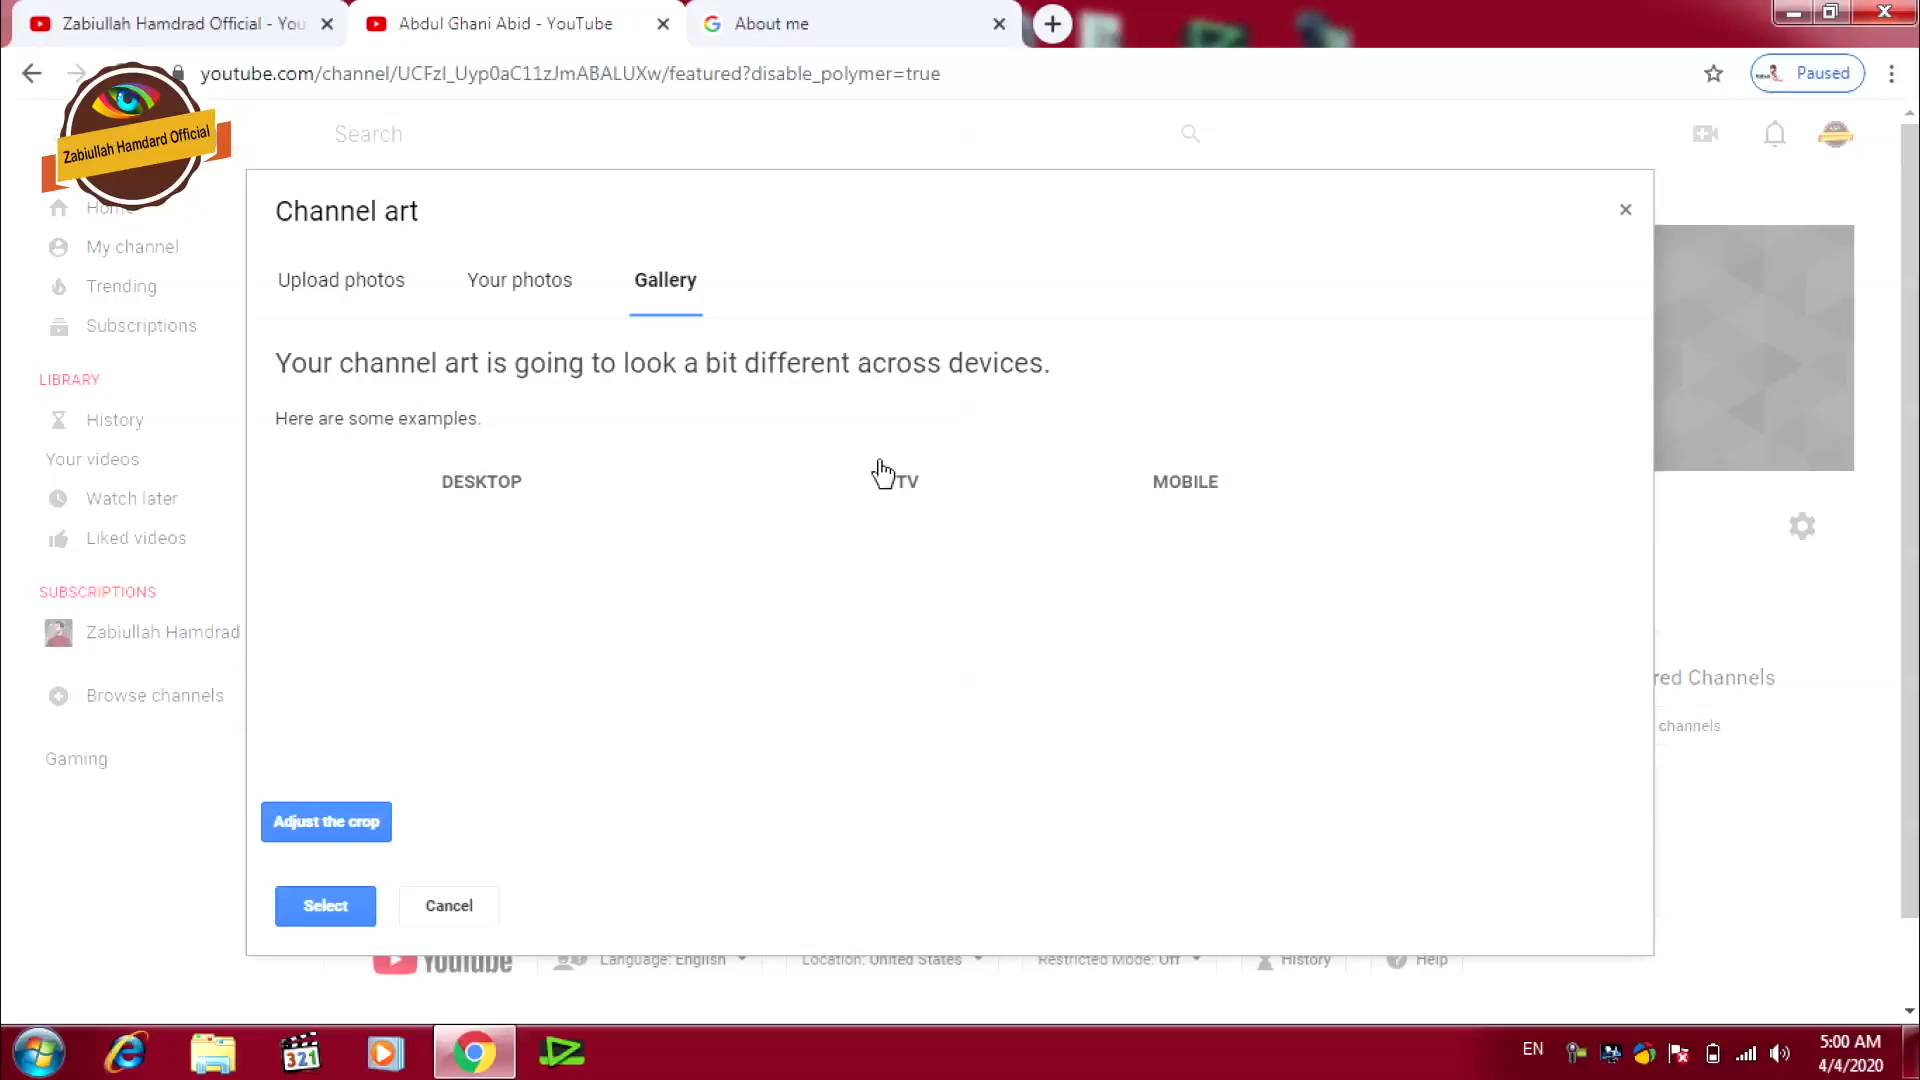 Zabiullah Hamdrad Official - You
Abdul Ghani Abid - YouTube
About me
youtube.com/channel/UCFzI_Uyp0aC11zJmABALUXw/featured?disable_polymer=true
Paused
Zabiullah Hamdard Official
Search
Home
My channel
Trending
Subscriptions
LIBRARY
History
Your videos
Watch later
Liked videos
SUBSCRIPTIONS
Zabiullah Hamdrad
Browse channels
Gaming
Channel art
Upload photos
Your photos
Gallery
Your channel art is going to look a bit different across devices.
Here are some examples.
DESKTOP
TV
MOBILE
Adjust the crop
Select
Cancel
red Channels
channels
YouTube
Language: English
Location: United States
Restricted Mode: Off
History
Help
321
EN
5:00 AM
4/4/2020